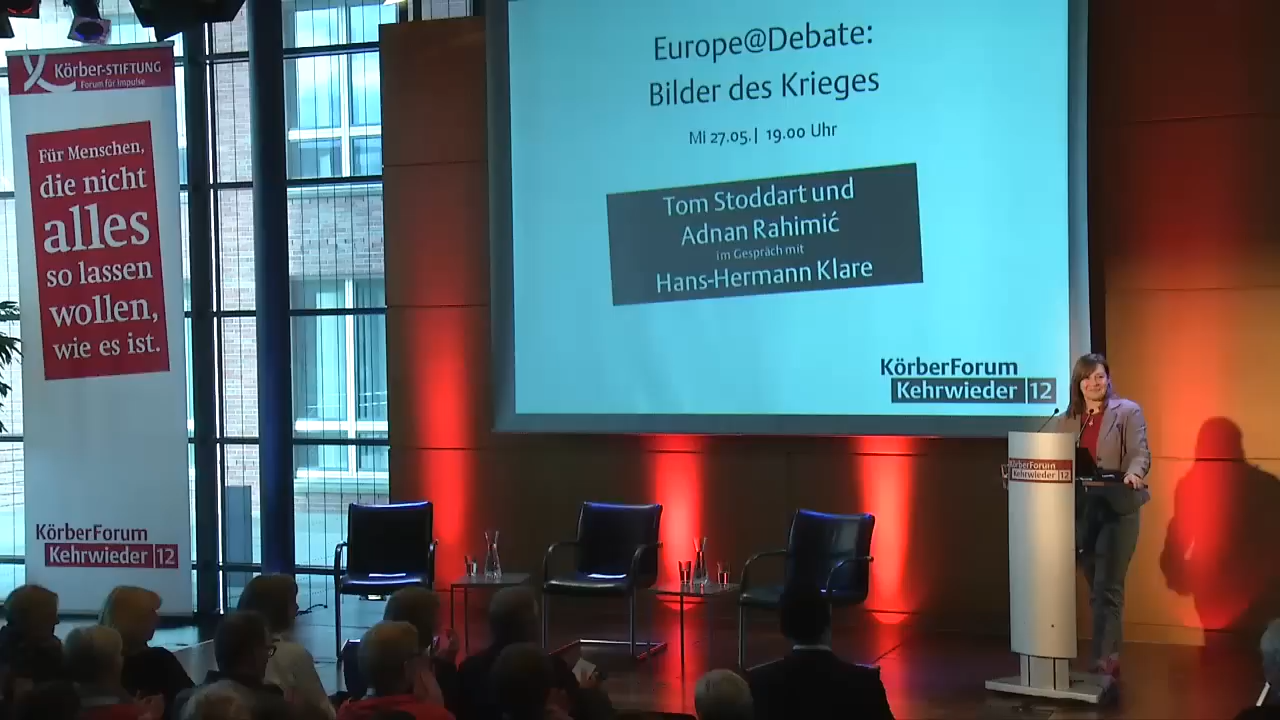 Körber-STIFTUNG
Forum für Impulse
Für Menschen,
die nicht
alles
so lassen
wollen,
wie es ist.
KörberForum
Kehrwieder 12
Europe@Debate:
Bilder des Krieges
Mi 27.05. | 19.00 Uhr
Tom Stoddart und
Adnan Rahimić
im Gespräch mit
Hans-Hermann Klare
KörberForum
Kehrwieder 12
KörberForum
Kehrwieder 12